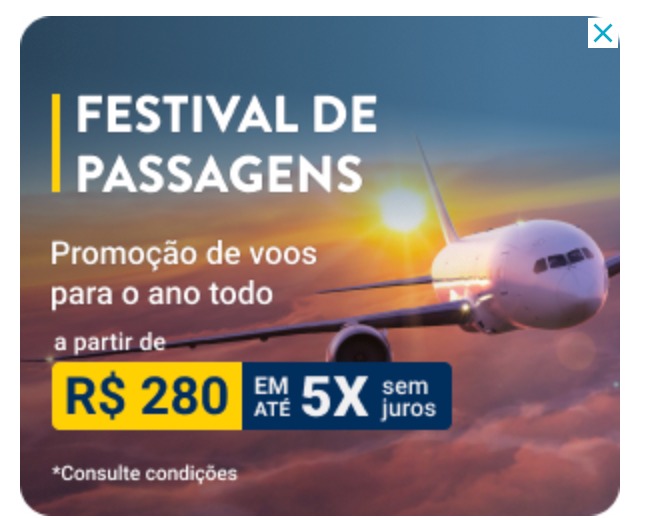 FESTIVAL DE
PASSAGENS
Promoção de voos
para o ano todo
a partir de
R$ 280 EM ATÉ 5X sem juros
*Consulte condições